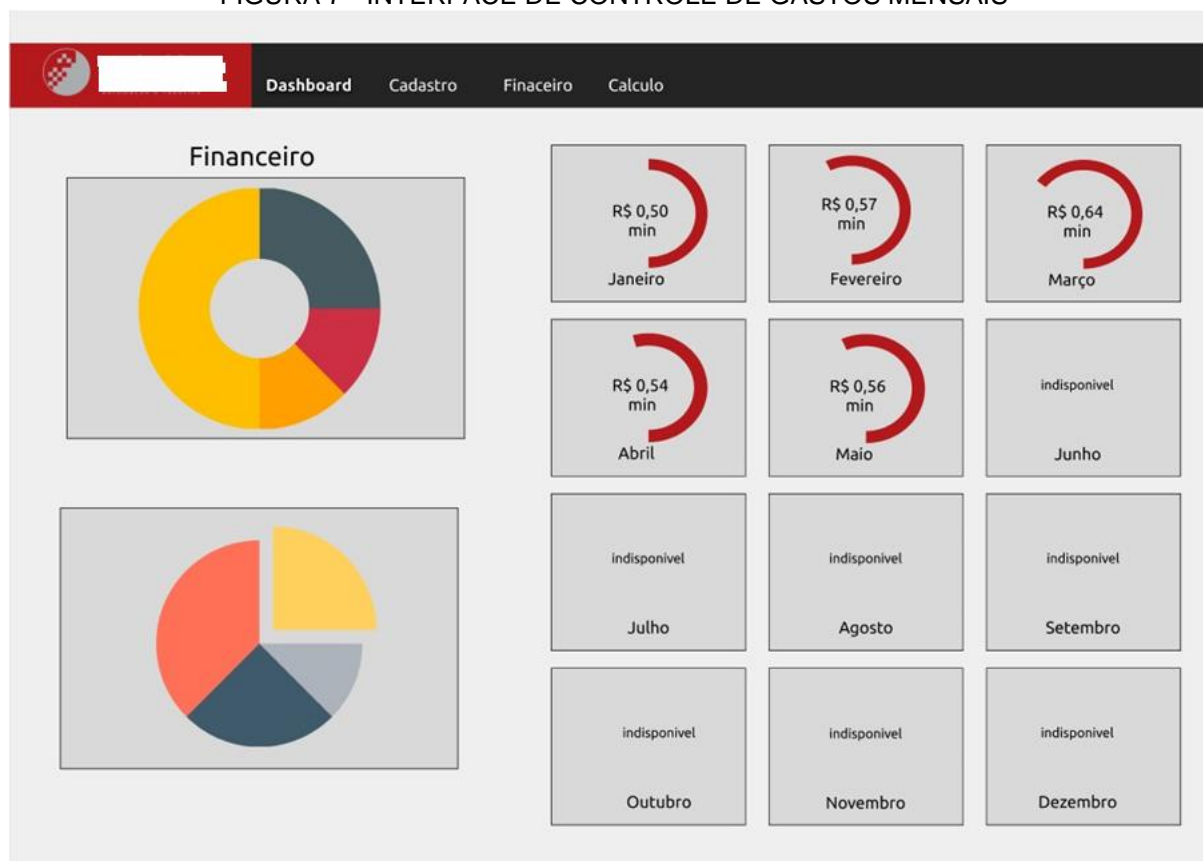 Dashboard Cadastro Finaceiro Calculo
Financeiro
R$ 0,50
min
Janeiro
R$ 0,57
min
Fevereiro
R$ 0,64
min
Março
R$ 0,54
min
Abril
R$ 0,56
min
Maio
indisponivel
Junho
indisponivel
Julho
indisponivel
Agosto
indisponivel
Setembro
indisponivel
Outubro
indisponivel
Novembro
indisponivel
Dezembro